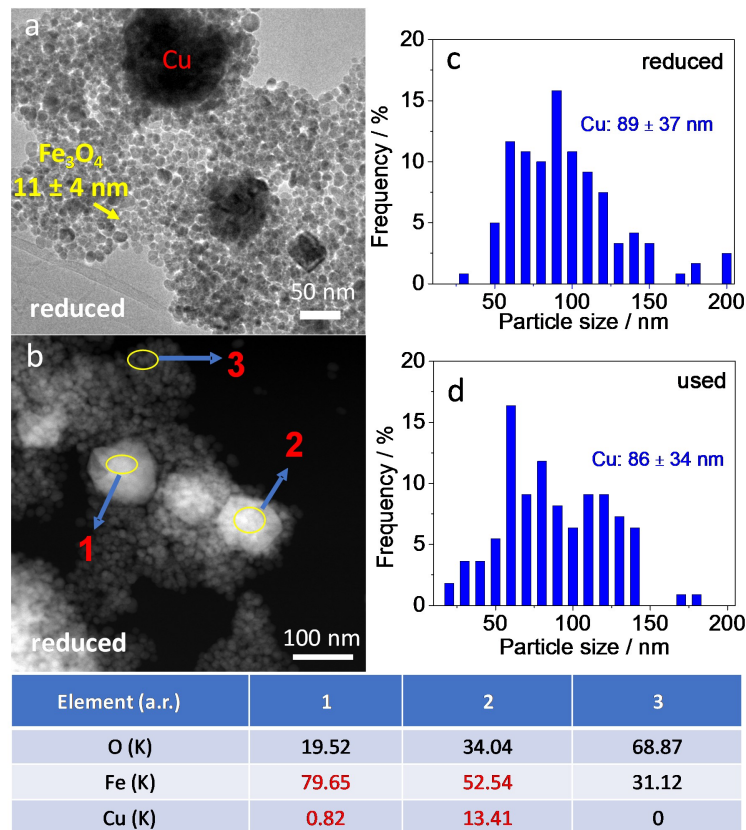 a
Cu
Fe₃O₄
11 ± 4 nm
reduced
50 nm
b
3
2
1
reduced
100 nm
c
reduced
Cu: 89 ± 37 nm
Frequency / %
20
15
10
5
0
50 100 150 200
Particle size / nm
d
used
Cu: 86 ± 34 nm
Frequency / %
20
15
10
5
0
50 100 150 200
Particle size / nm
Element (a.r.) 1 2 3
O (K) 19.52 34.04 68.87
Fe (K) 79.65 52.54 31.12
Cu (K) 0.82 13.41 0